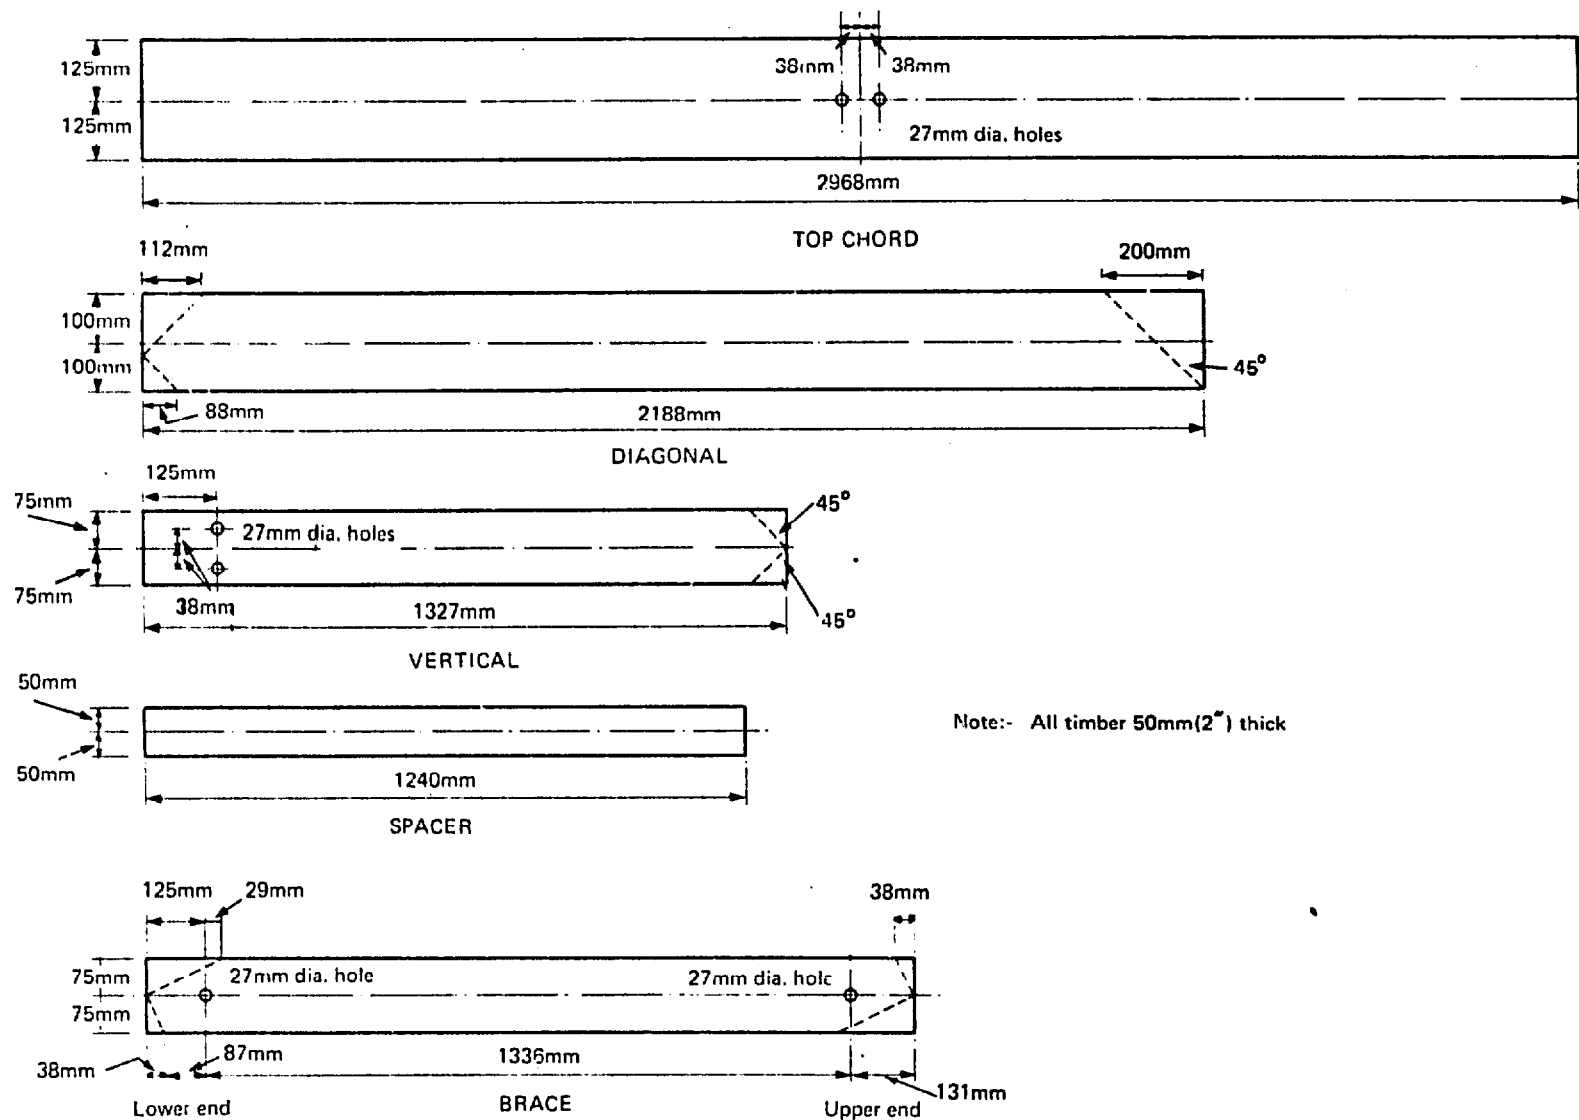 38mm 38mm
125mm
125mm
27mm dia. holes
2968mm
TOP CHORD
112mm
200mm
100mm
100mm
45°
88mm
2188mm
DIAGONAL
125mm
75mm
45°
27mm dia. holes
75mm
38mm
1327mm
45°
VERTICAL
50mm
Note:- All timber 50mm(2") thick
50mm
1240mm
SPACER
125mm 29mm
38mm
75mm
27mm dia. hole
27mm dia. hole
75mm
87mm
1336mm
38mm
131mm
Lower end
BRACE
Upper end